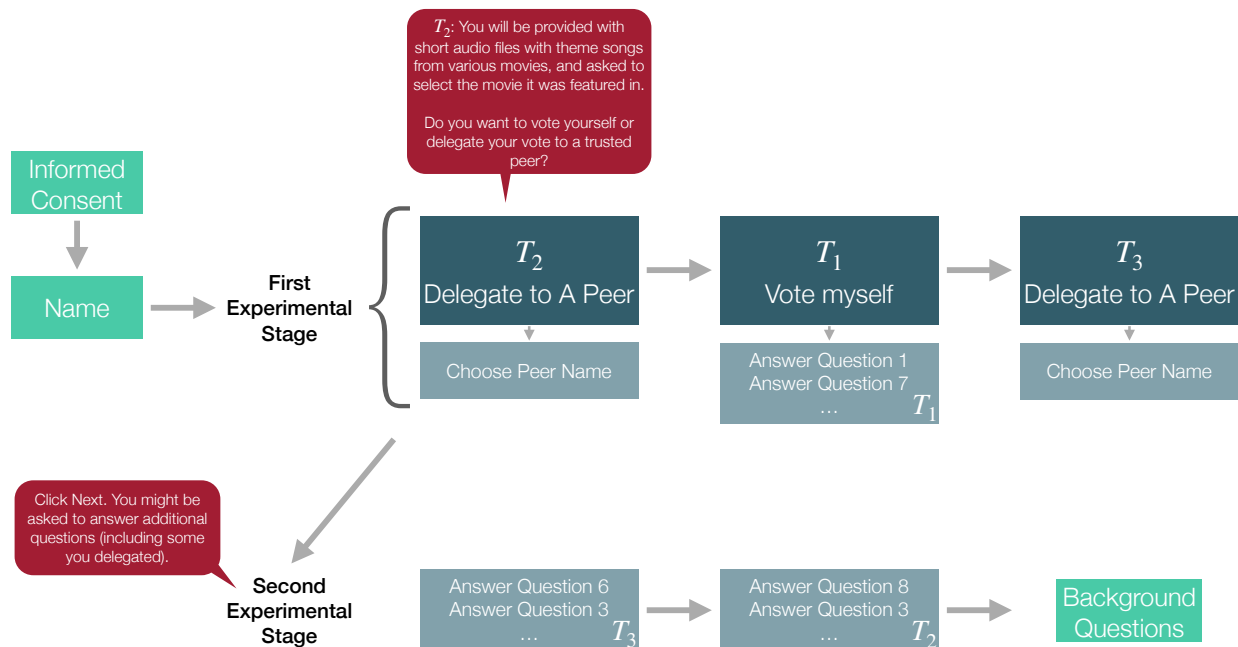 T₂: You will be provided with
short audio files with theme songs
from various movies, and asked to
select the movie it was featured in.
Do you want to vote yourself or
delegate your vote to a trusted
peer?
Informed
Consent
Name
First
Experimental
Stage
T₂
Delegate to A Peer
Choose Peer Name
T₁
Vote myself
Answer Question 1
Answer Question 7
...
T₁
T₃
Delegate to A Peer
Choose Peer Name
Click Next. You might be
asked to answer additional
questions (including some
you delegated).
Second
Experimental
Stage
Answer Question 6
Answer Question 3
...
T₃
Answer Question 8
Answer Question 3
...
T₂
Background
Questions